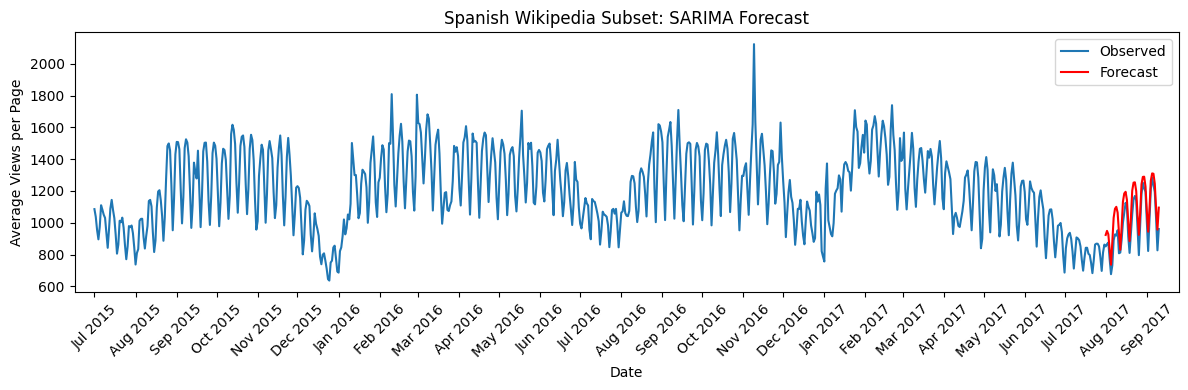 Spanish Wikipedia Subset: SARIMA Forecast
Observed
Forecast
Average Views per Page
2000
1800
1600
1400
1200
1000
800
600
Jul 2015
Aug 2015
Sep 2015
Oct 2015
Nov 2015
Dec 2015
Jan 2016
Feb 2016
Mar 2016
Apr 2016
May 2016
Jun 2016
Jul 2016
Aug 2016
Sep 2016
Oct 2016
Nov 2016
Dec 2016
Jan 2017
Feb 2017
Mar 2017
Apr 2017
May 2017
Jun 2017
Jul 2017
Aug 2017
Sep 2017
Date